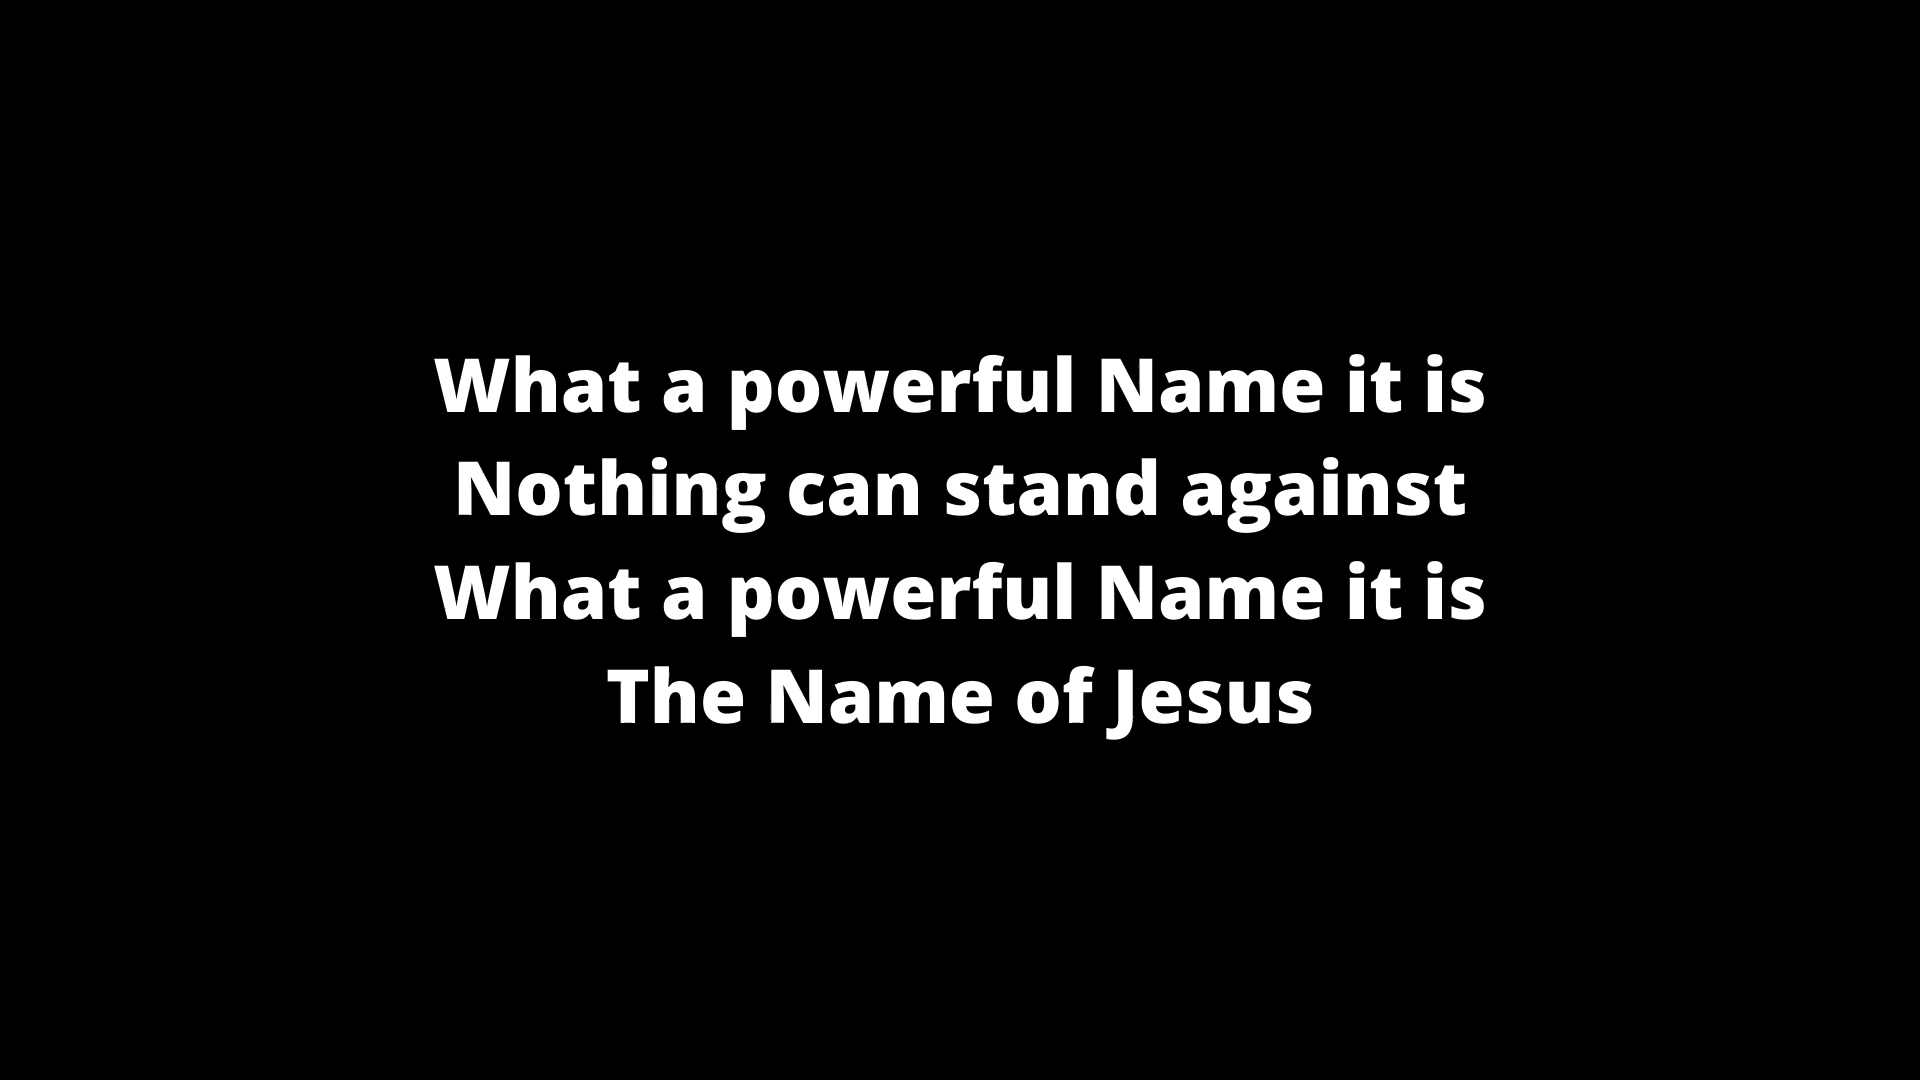 What a powerful Name it is
Nothing can stand against
What a powerful Name it is
The Name of Jesus